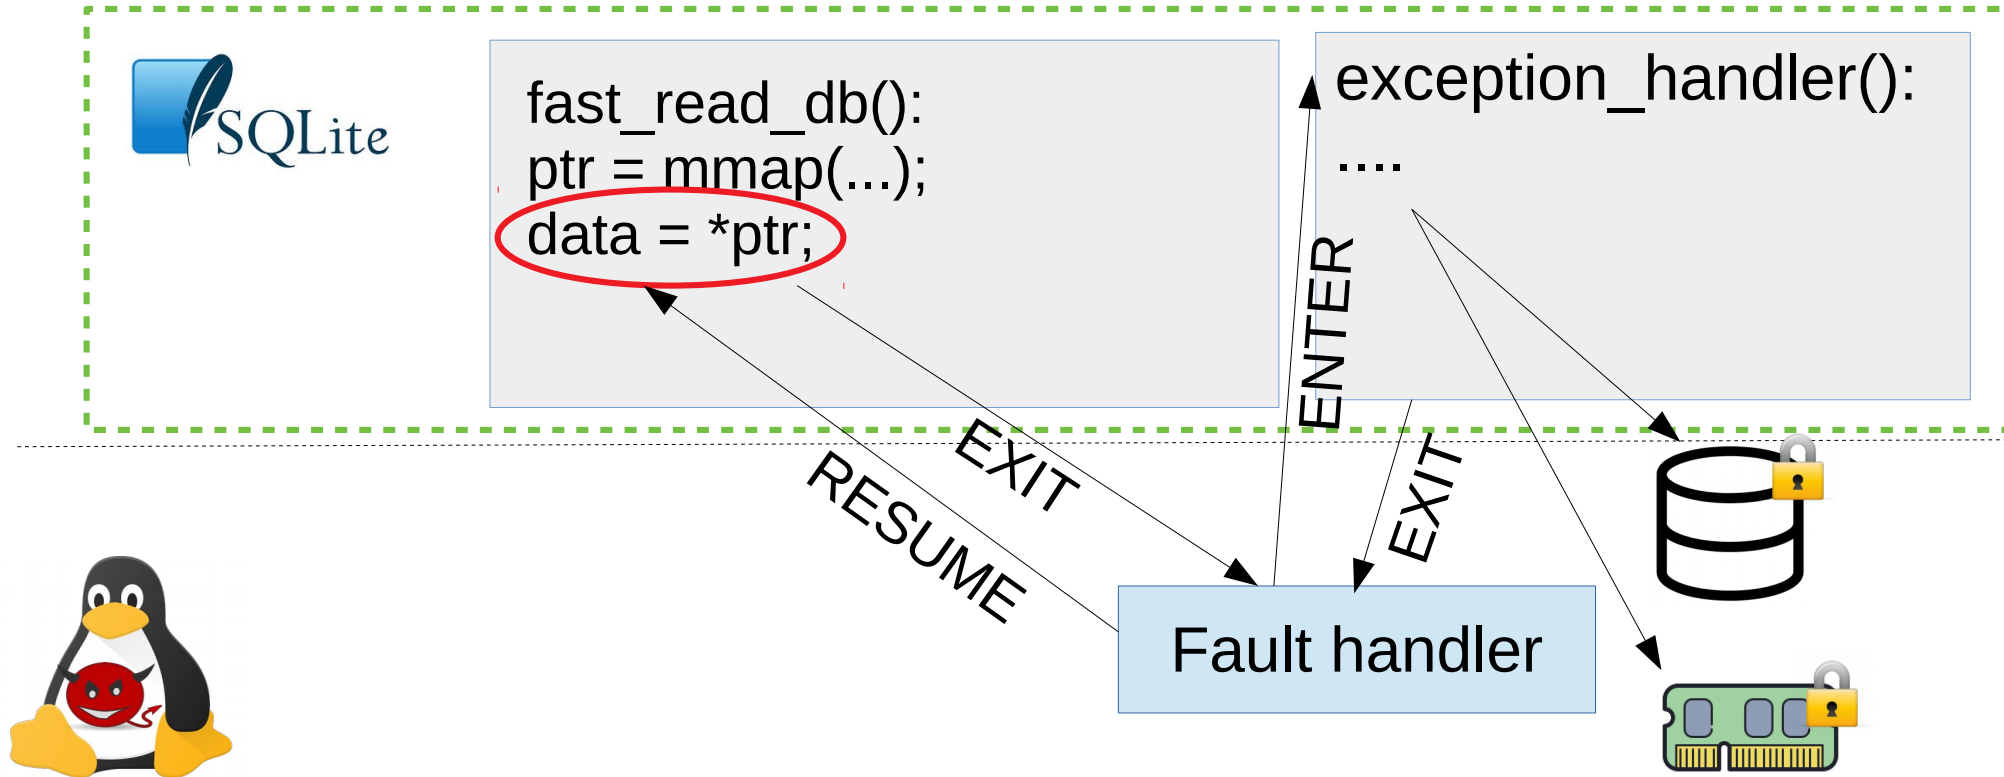 SQLite
fast_read_db():
ptr = mmap(...);
data = *ptr;
exception_handler():
....
ENTER
EXIT
RESUME
EXIT
Fault handler